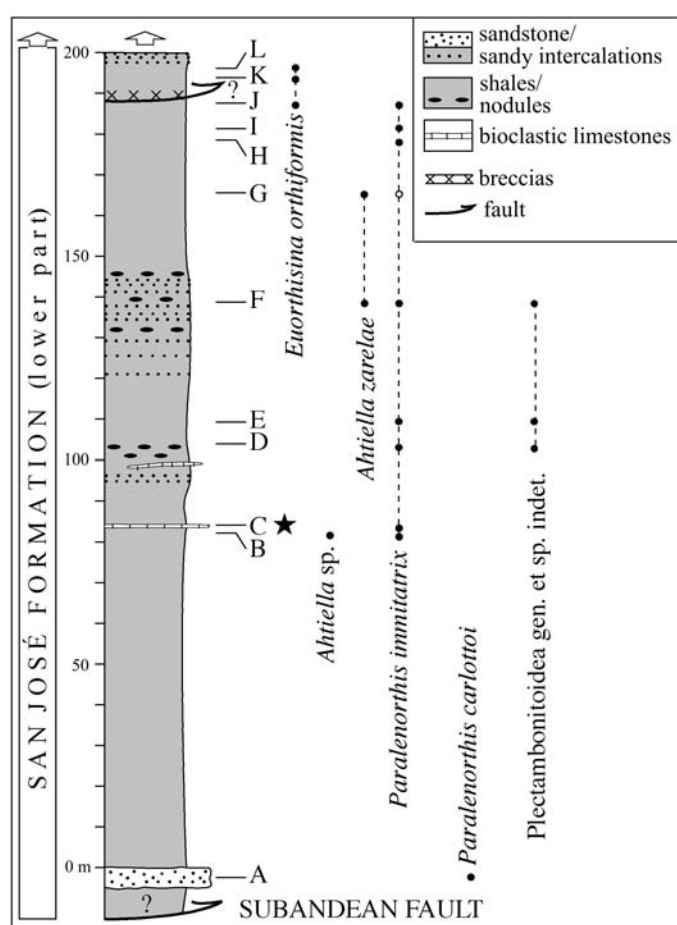 SAN JOSÉ FORMATION (lower part)
200
150
100
50
0 m
L
K
?
J
I
H
G
F
E
D
C
B
A
?
SUBANDEAN FAULT
Euorthisina orthiformis
Ahtiella zarelae
Ahtiella sp.
Paralenorthis immitatrix
Paralenorthis carlottoi
Plectambonitoidea gen. et sp. indet.
sandstone/
sandy intercalations
shales/
nodules
bioclastic limestones
breccias
fault